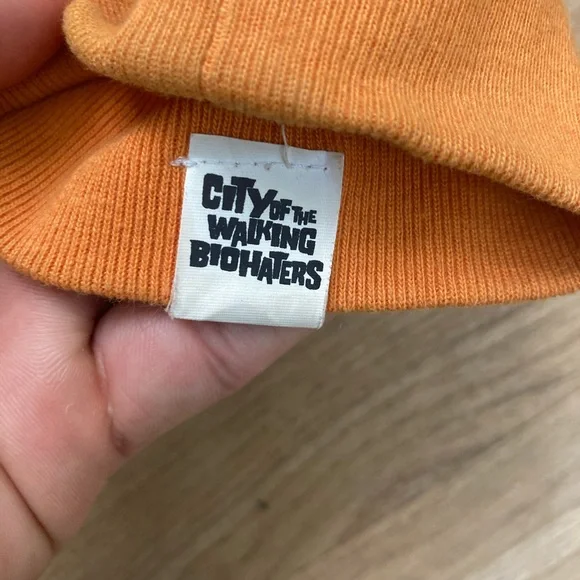 CITY OF THE
WALKING
BIOHATERS